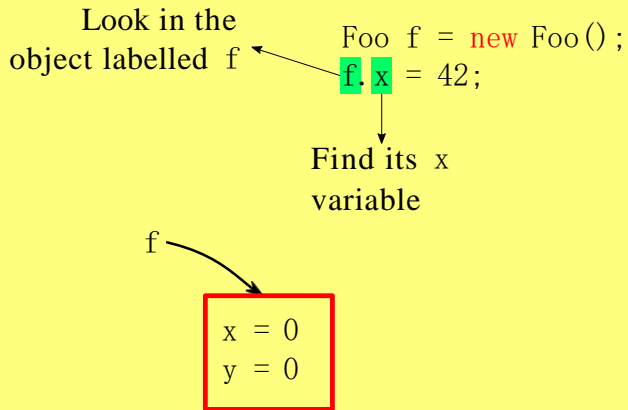 Look in the
object labelled f
Foo f = new Foo();
f.x = 42;
Find its x
variable
f
x = 0
y = 0